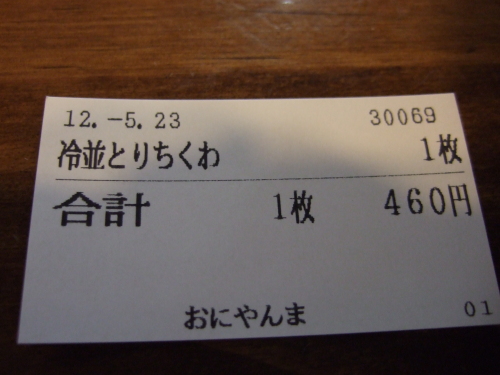 12.-5.23 30069
冷並とりちくわ 1枚
合計 1枚 460円
おにやんま 01